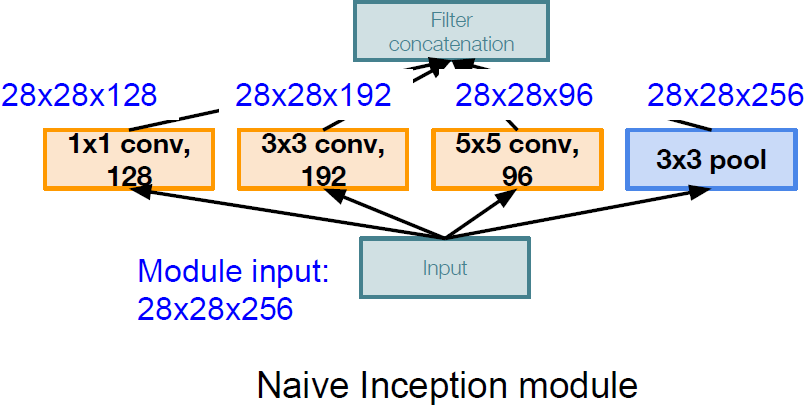 Filter
concatenation
28x28x128
28x28x192
28x28x96
28x28x256
1x1 conv,
128
3x3 conv,
192
5x5 conv,
96
3x3 pool
Input
Module input:
28x28x256
Naive Inception module